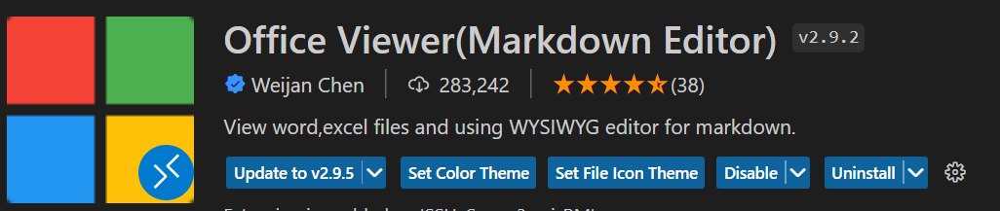 Office Viewer(Markdown Editor) v2.9.2
Weijan Chen 283,242 (38)
View word,excel files and using WYSIWYG editor for markdown.
Update to v2.9.5 Set Color Theme Set File Icon Theme Disable Uninstall